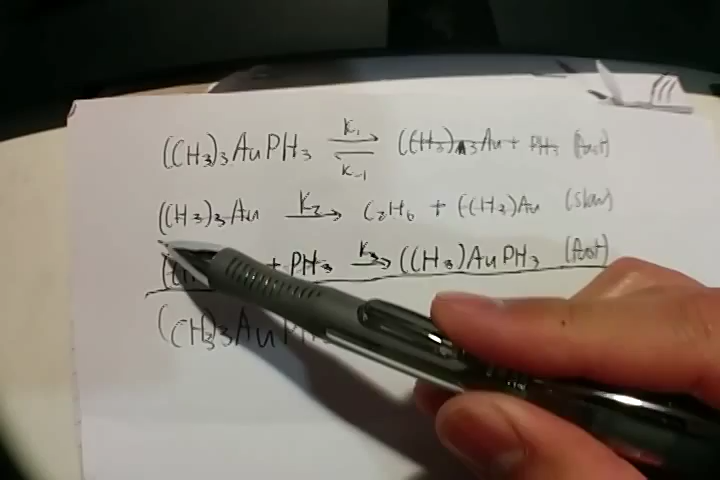 (CH3)3AuPH3 ⇌ K1 K-1 (CH3)3Au + PH3 (fast)
(CH3)3Au →K2 C2H6 + (CH3)Au (slow)
+ PH3 →K3 (CH3)AuPH3 (fast)
(CH3)3AuPH3